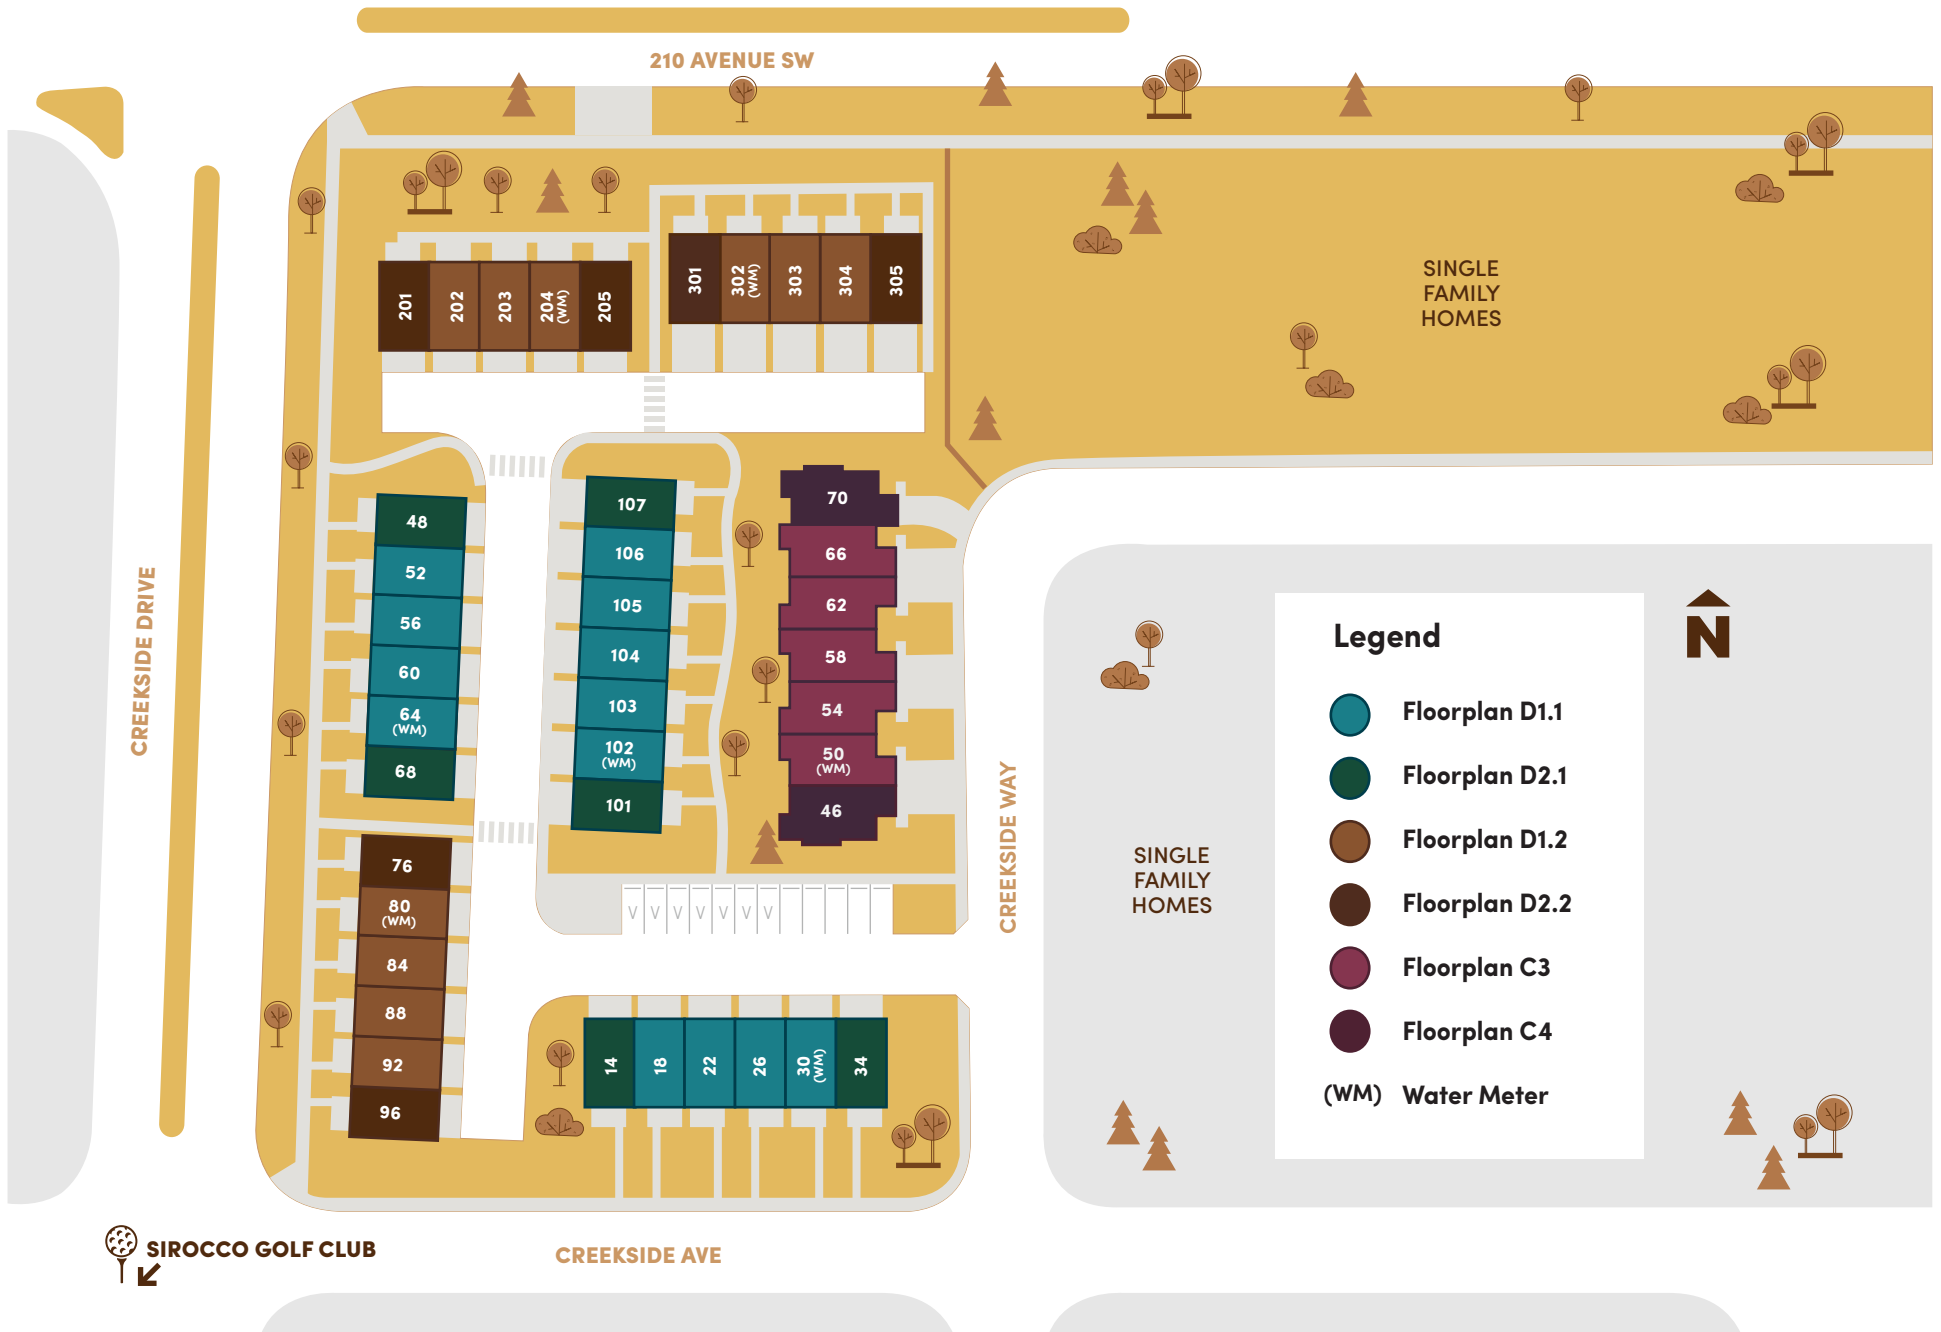 210 AVENUE SW
201
202
203
204
(WM)
205
301
302
(WM)
303
304
305
SINGLE
FAMILY
HOMES
CREEKSIDE DRIVE
48
52
56
60
64
(WM)
68
107
106
105
104
103
102
(WM)
101
70
66
62
58
54
50
(WM)
46
76
80
(WM)
84
88
92
96
V V V V V V V
CREEKSIDE WAY
14
18
22
26
30
(WM)
34
SINGLE
FAMILY
HOMES
N
Legend
Floorplan D1.1
Floorplan D2.1
Floorplan D1.2
Floorplan D2.2
Floorplan C3
Floorplan C4
(WM) Water Meter
SIROCCO GOLF CLUB
CREEKSIDE AVE